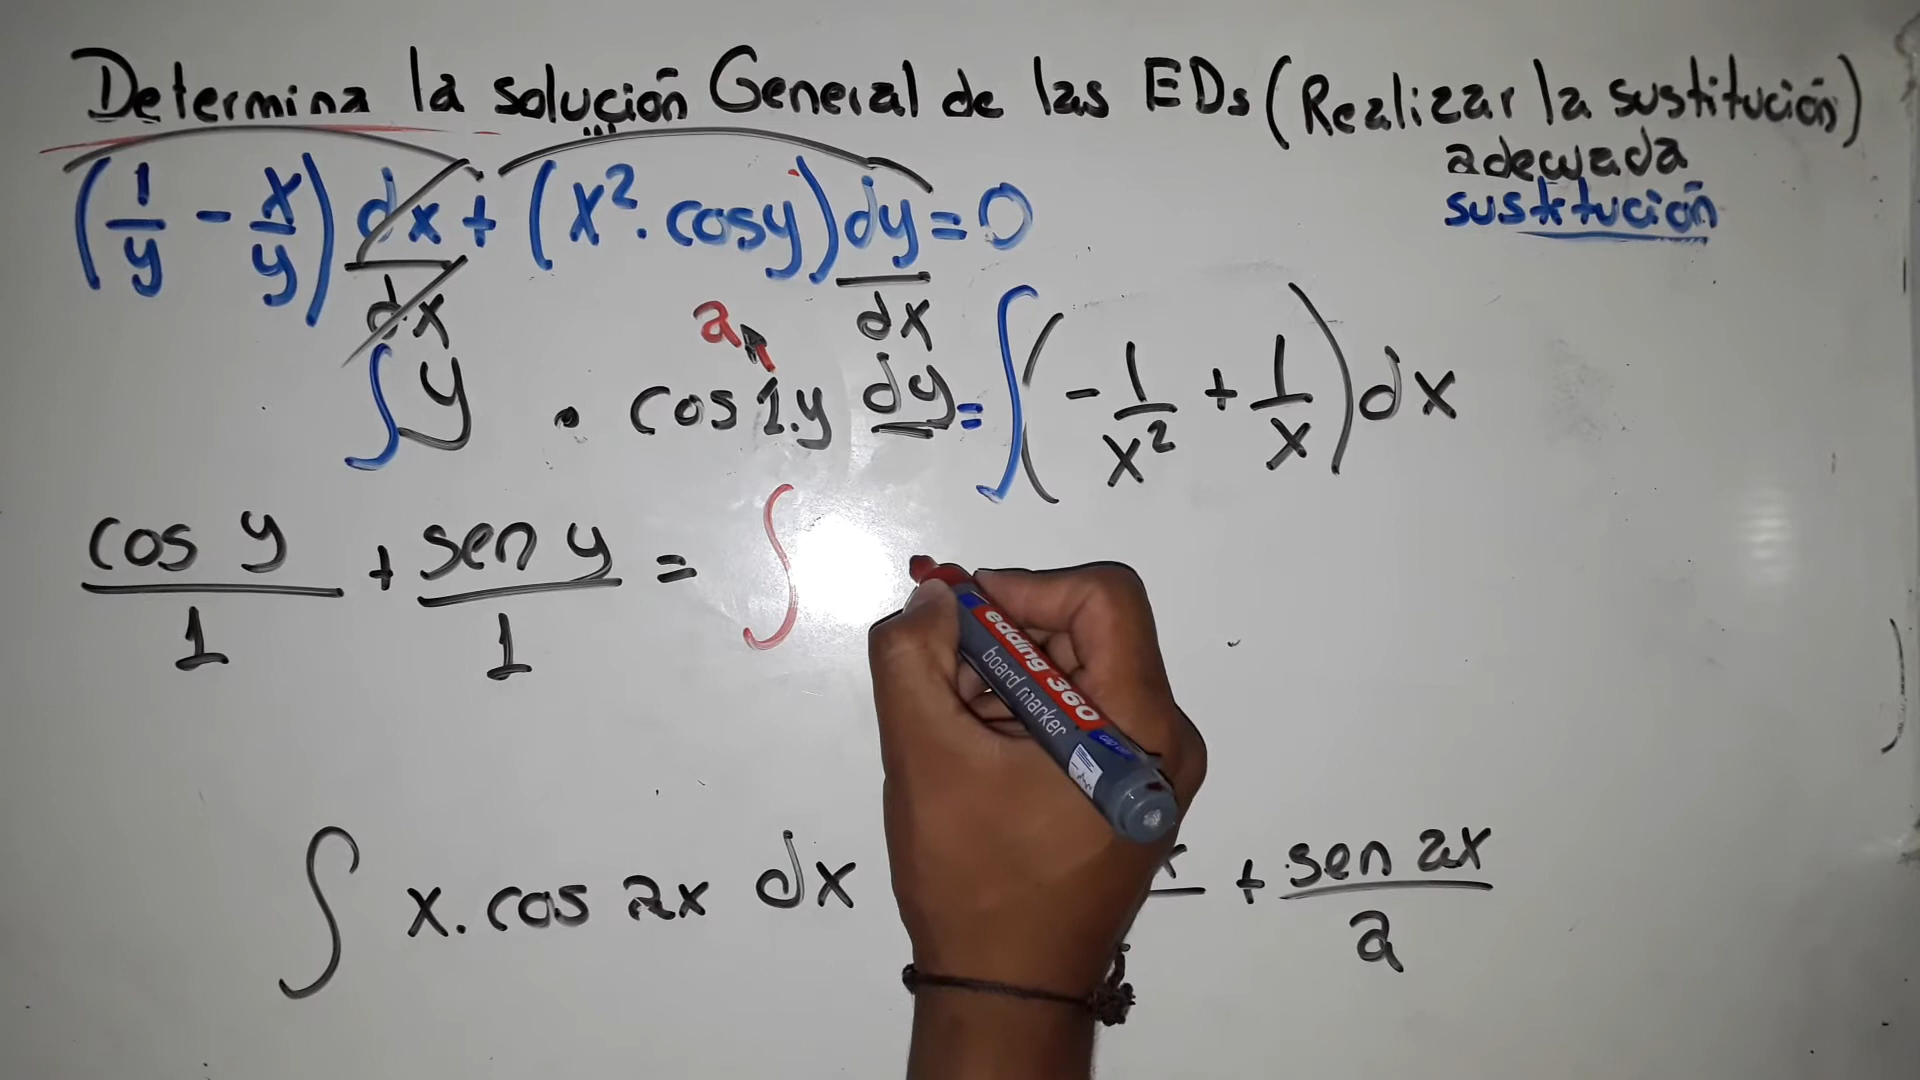 Determina la solución General de las EDs (Realizar la sustitución)
adecuada
sustitución
(1/y - x/y) dx/dx + (x² . cosy) dy/dx = 0
a
∫ y . cos 1.y dy = ∫(-1/x² + 1/x) dx
cos y/1 + sen y/1 = ∫
edding 360
board marker
∫ x. cos ax dx x + sen ax/a